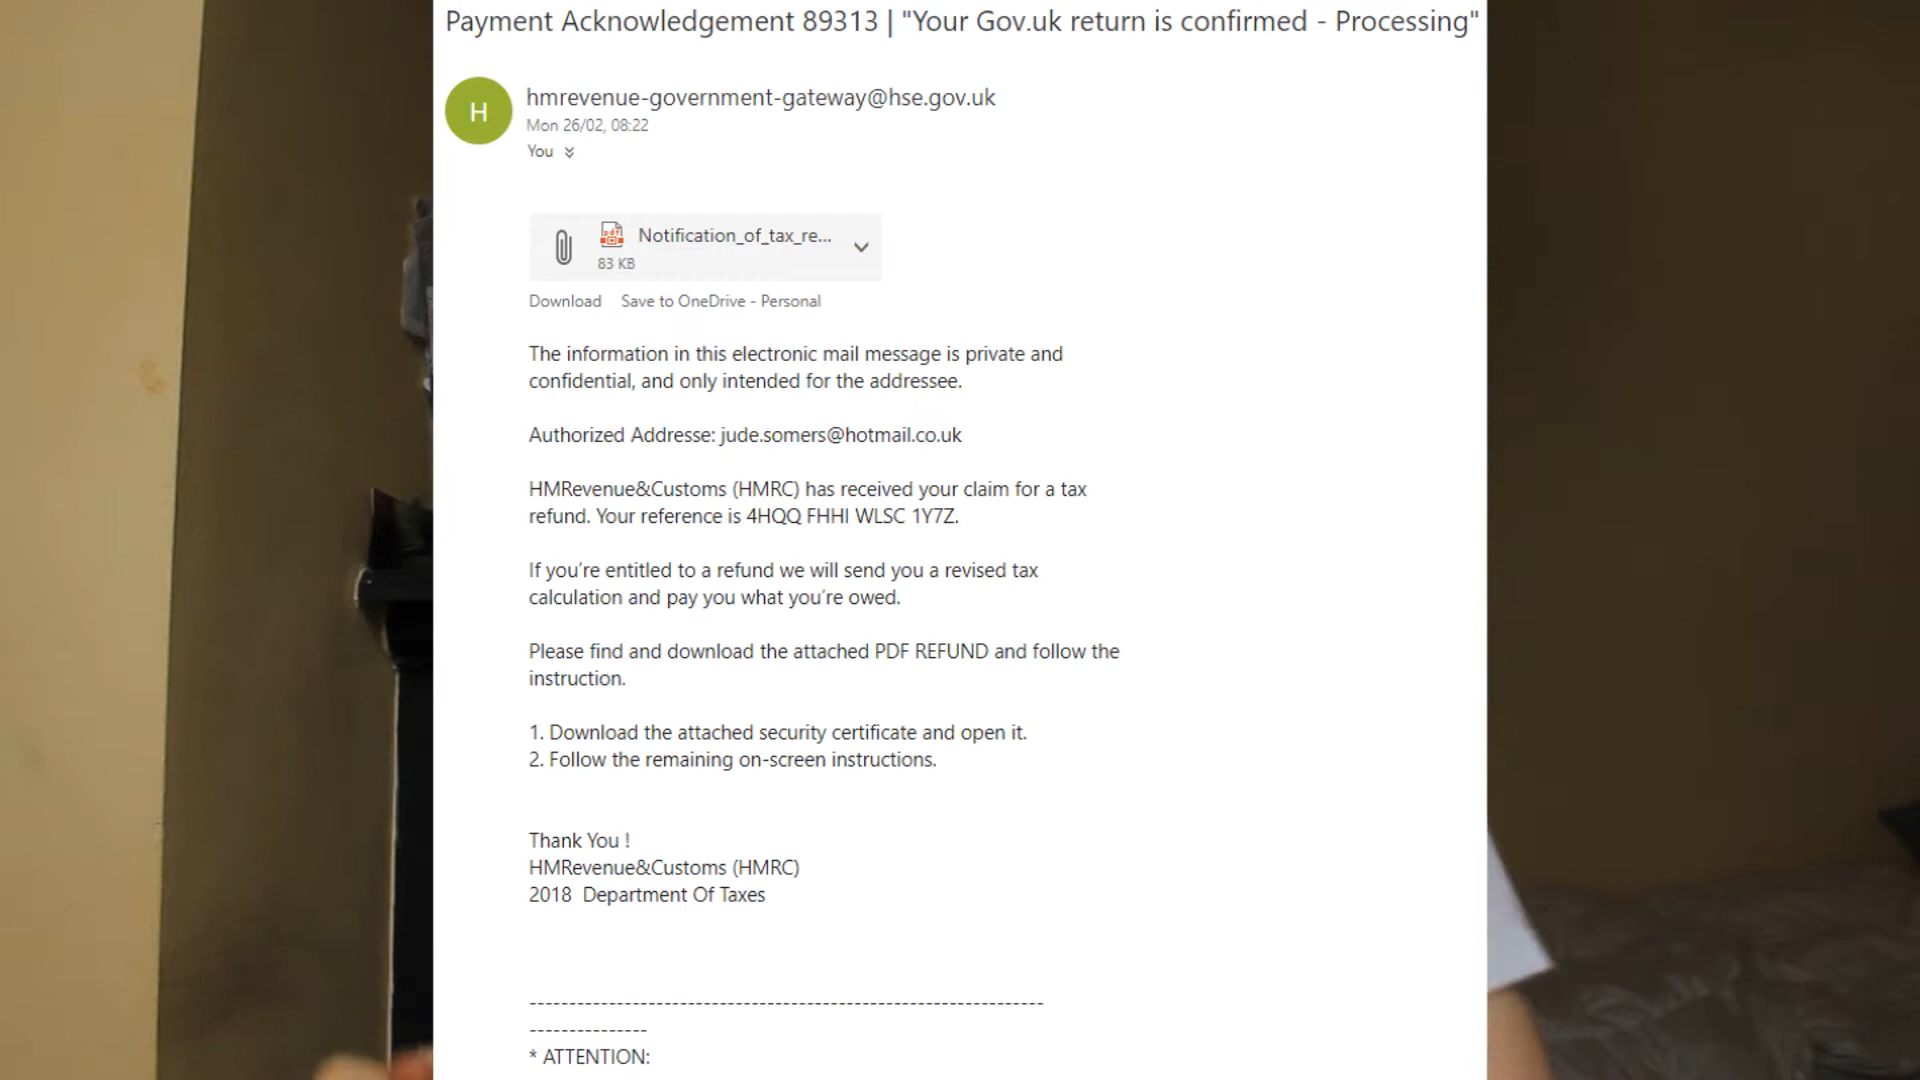 Payment Acknowledgement 89313 | "Your Gov.uk return is confirmed - Processing"
H
hmrevenue-government-gateway@hse.gov.uk
Mon 26/02, 08:22
You
pdf
Notification_of_tax_re...
83 KB
Download Save to OneDrive - Personal
The information in this electronic mail message is private and
confidential, and only intended for the addressee.
Authorized Addresse: jude.somers@hotmail.co.uk
HMRevenue&Customs (HMRC) has received your claim for a tax
refund. Your reference is 4HQQ FHHI WLSC 1Y7Z.
If you're entitled to a refund we will send you a revised tax
calculation and pay you what you're owed.
Please find and download the attached PDF REFUND and follow the
instruction.
1. Download the attached security certificate and open it.
2. Follow the remaining on-screen instructions.
Thank You !
HMRevenue&Customs (HMRC)
2018 Department Of Taxes
-----------------------------------------------------------------
---------------
* ATTENTION: